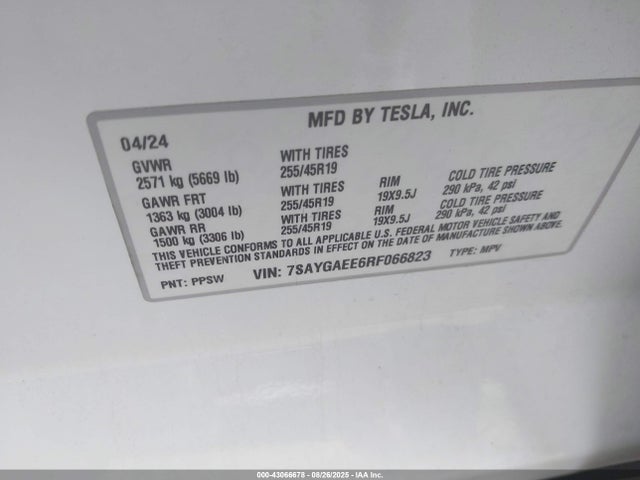 MFD BY TESLA, INC.
04/24
GVWR WITH TIRES
2571 kg (5669 lb) 255/45R19
GAWR FRT WITH TIRES RIM COLD TIRE PRESSURE
1363 kg (3004 lb) 255/45R19 19X9.5J 290 kPa, 42 psi
GAWR RR WITH TIRES RIM COLD TIRE PRESSURE
1500 kg (3306 lb) 255/45R19 19X9.5J 290 kPa, 42 psi
THIS VEHICLE CONFORMS TO ALL APPLICABLE U.S. FEDERAL MOTOR VEHICLE SAFETY AND
THEFT PREVENTION STANDARDS IN EFFECT ON THE DATE OF MANUFACTURE SHOWN ABOVE.
PNT: PPSW VIN: 7SAYGAEE6RF066823 TYPE: MPV
000-43066678 - 08/26/2025 - IAA Inc.